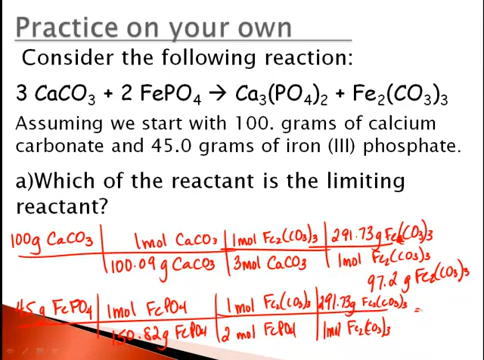 Practice on your own
Consider the following reaction:
3 CaCO₃ + 2 FePO₄ → Ca₃(PO₄)₂ + Fe₂(CO₃)₃
Assuming we start with 100. grams of calcium
carbonate and 45.0 grams of iron (III) phosphate.
a)Which of the reactant is the limiting
reactant?
100g CaCO₃ | 1mol CaCO₃ | 1mol Fe₂(CO₃)₃ | 291.73g Fe₂(CO₃)₃
100.09g CaCO₃ | 3mol CaCO₃ | 1mol Fe₂(CO₃)₃
97.2g Fe₂(CO₃)₃
45g FePO₄ | 1mol FePO₄ | 1mol Fe₂(CO₃)₃ | 291.73g Fe₂(CO₃)₃ =
150.82g FePO₄ | 2 mol FePO₄ | 1mol Fe₂(CO₃)₃